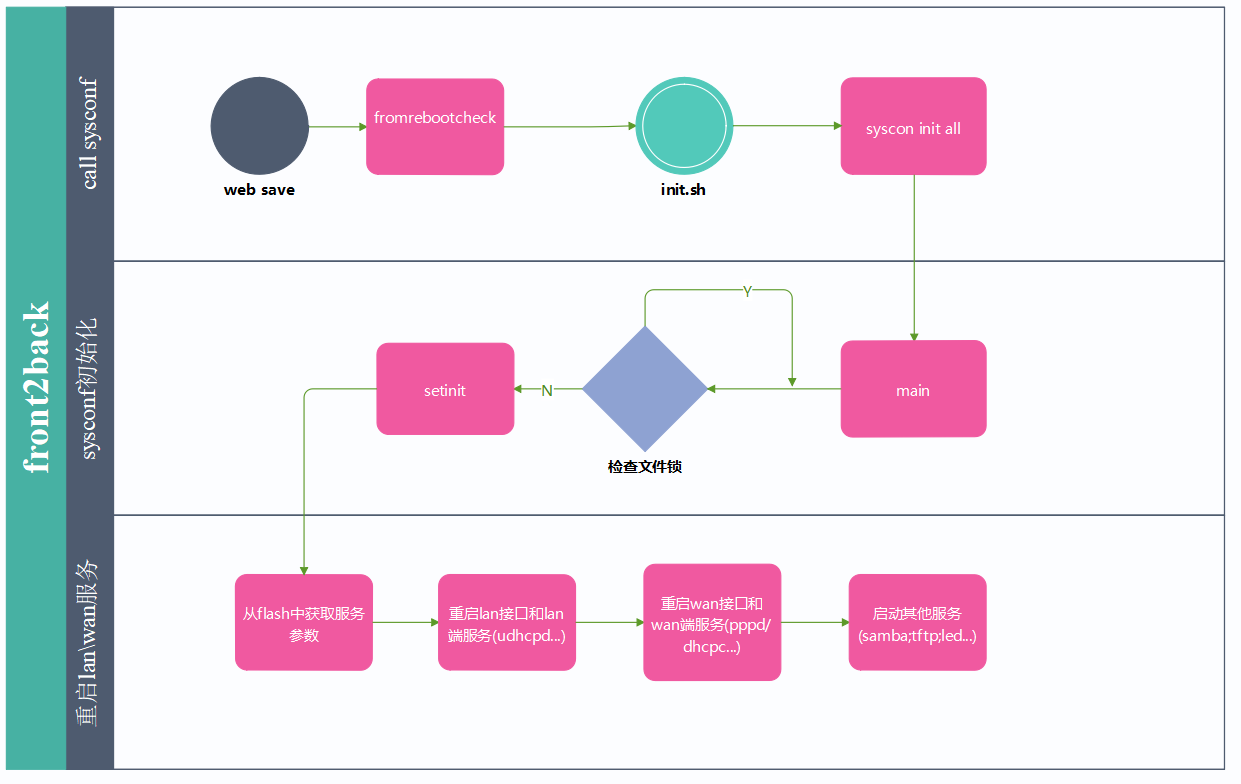 front2back
call sysconf
web save
fromrebootcheck
init.sh
syscon init all
sysconf初始化
Y
setinit
N
main
检查文件锁
重启lan\wan服务
从flash中获取服务
参数
重启lan接口和lan
端服务(udhcpd...)
重启wan接口和
wan端服务(pppd/
dhcpc...)
启动其他服务
(samba;tftp;led...)